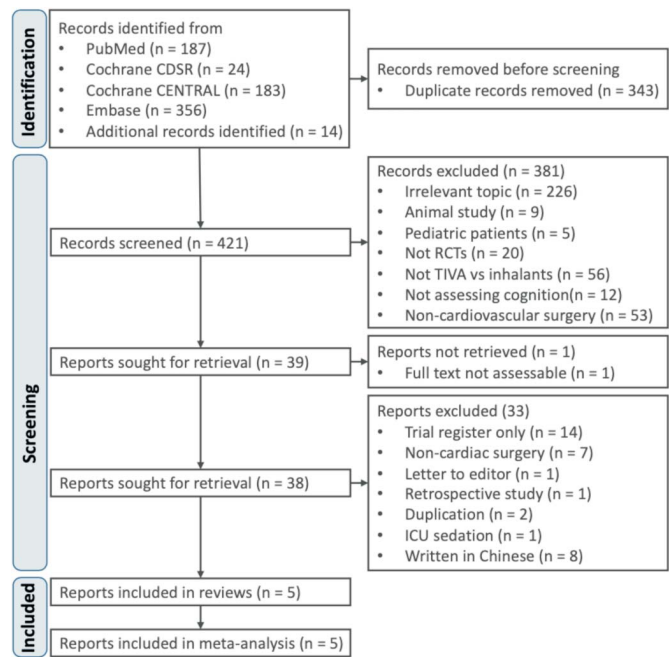 Identification
Records identified from
• PubMed (n = 187)
• Cochrane CDSR (n = 24)
• Cochrane CENTRAL (n = 183)
• Embase (n = 356)
• Additional records identified (n = 14)
Records removed before screening
• Duplicate records removed (n = 343)
Screening
Records screened (n = 421)
Records excluded (n = 381)
• Irrelevant topic (n = 226)
• Animal study (n = 9)
• Pediatric patients (n = 5)
• Not RCTs (n = 20)
• Not TIVA vs inhalants (n = 56)
• Not assessing cognition(n = 12)
• Non-cardiovascular surgery (n = 53)
Reports sought for retrieval (n = 39)
Reports not retrieved (n = 1)
• Full text not assessable (n = 1)
Reports sought for retrieval (n = 38)
Reports excluded (33)
• Trial register only (n = 14)
• Non-cardiac surgery (n = 7)
• Letter to editor (n = 1)
• Retrospective study (n = 1)
• Duplication (n = 2)
• ICU sedation (n = 1)
• Written in Chinese (n = 8)
Included
Reports included in reviews (n = 5)
Reports included in meta-analysis (n = 5)